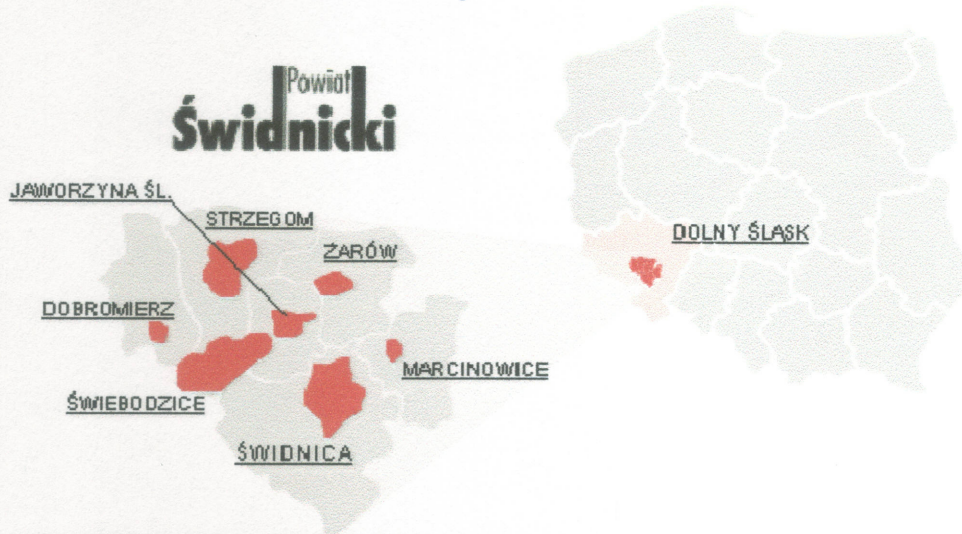 Powiat
Świdnicki
JAWORZYNA ŚL.
STRZEGOM
ŻARÓW
DOLNY ŚLĄSK
DOBROMIERZ
MARCINOWICE
ŚWIEBODZICE
ŚWIDNICA